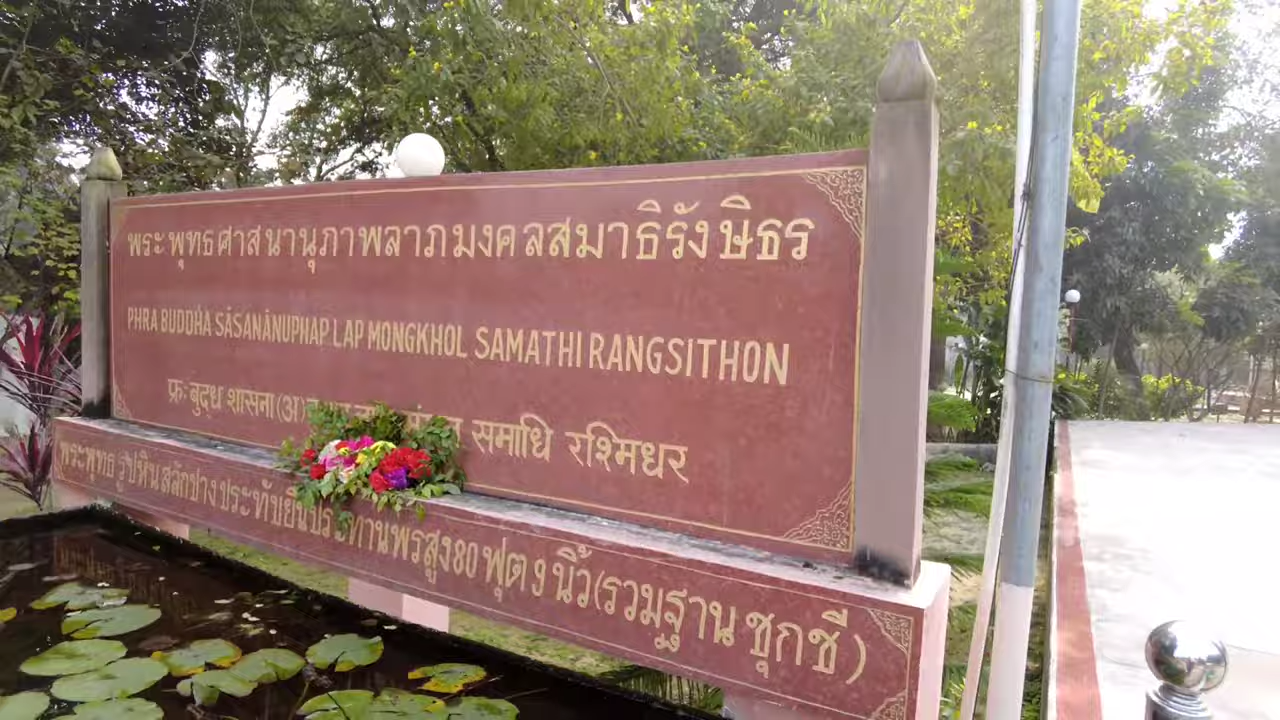 พระพุทธศาสนานุภาพลาภมงคลสมาธิรังษิธร
PHRA BUDDHA SĀSANĀNUPHAP LAP MONGKHOL SAMATHI RANGSITHON
फ्रः बुद्ध शासना(अ) समाधि रश्मिधर
พระพุทธ รูปหิน สลักปาง ประทับยืนประทานพรสูง80 ฟุต ๖ นิ้ว(รวมฐาน ชุกชี)